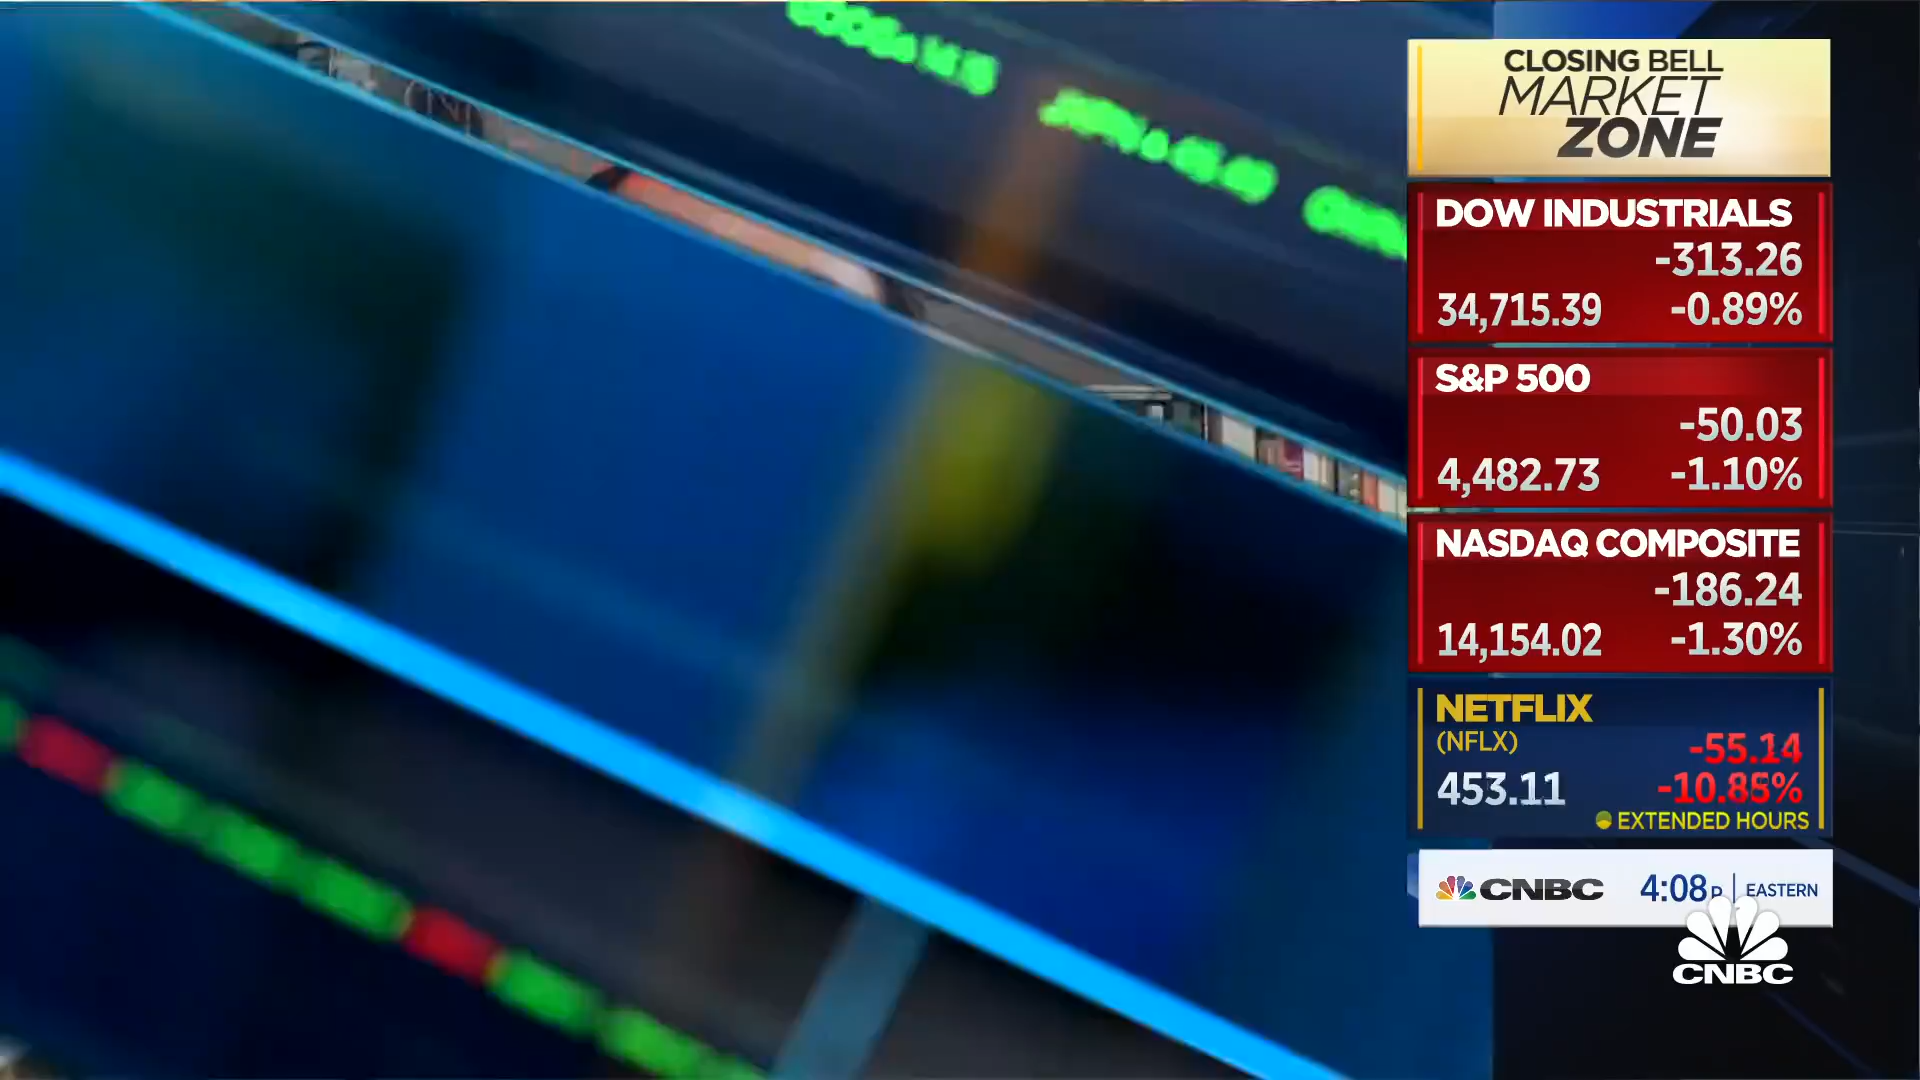 CLOSING BELL
MARKET
ZONE
DOW INDUSTRIALS
-313.26
34,715.39 -0.89%
S&P 500
-50.03
4,482.73 -1.10%
NASDAQ COMPOSITE
-186.24
14,154.02 -1.30%
NETFLIX
(NFLX) -55.14
453.11 -10.85%
EXTENDED HOURS
CNBC 4:08P EASTERN
CNBC